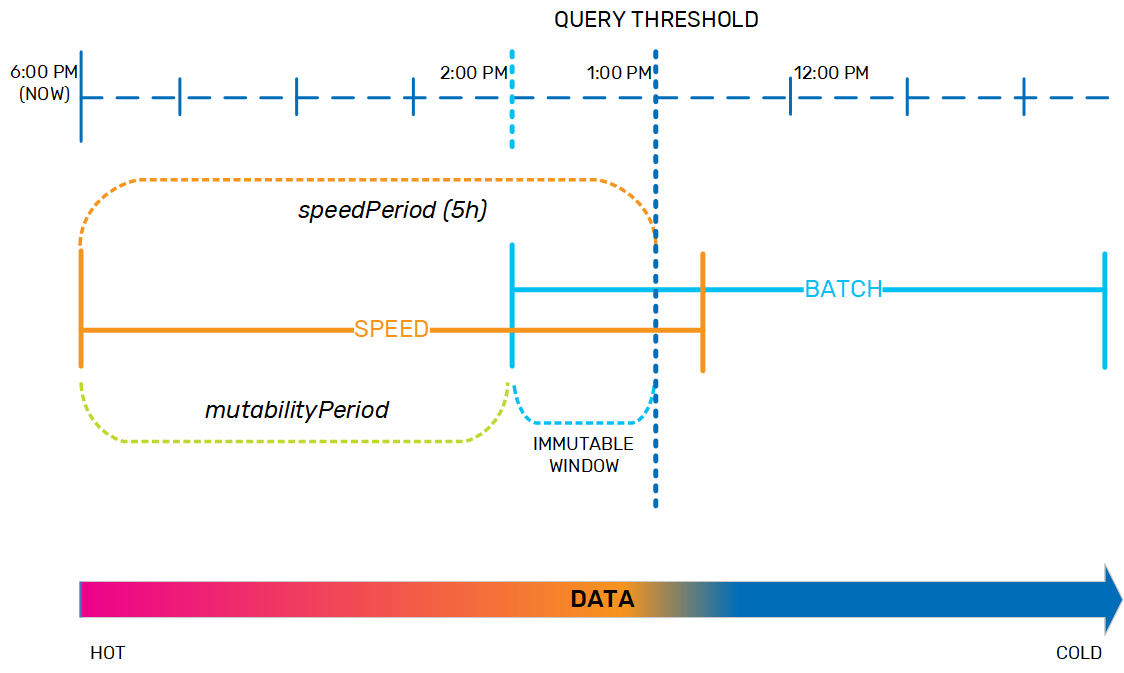 QUERY THRESHOLD
6:00 PM
(NOW)
2:00 PM
1:00 PM
12:00 PM
speedPeriod (5h)
BATCH
SPEED
mutabilityPeriod
IMMUTABLE
WINDOW
DATA
HOT
COLD